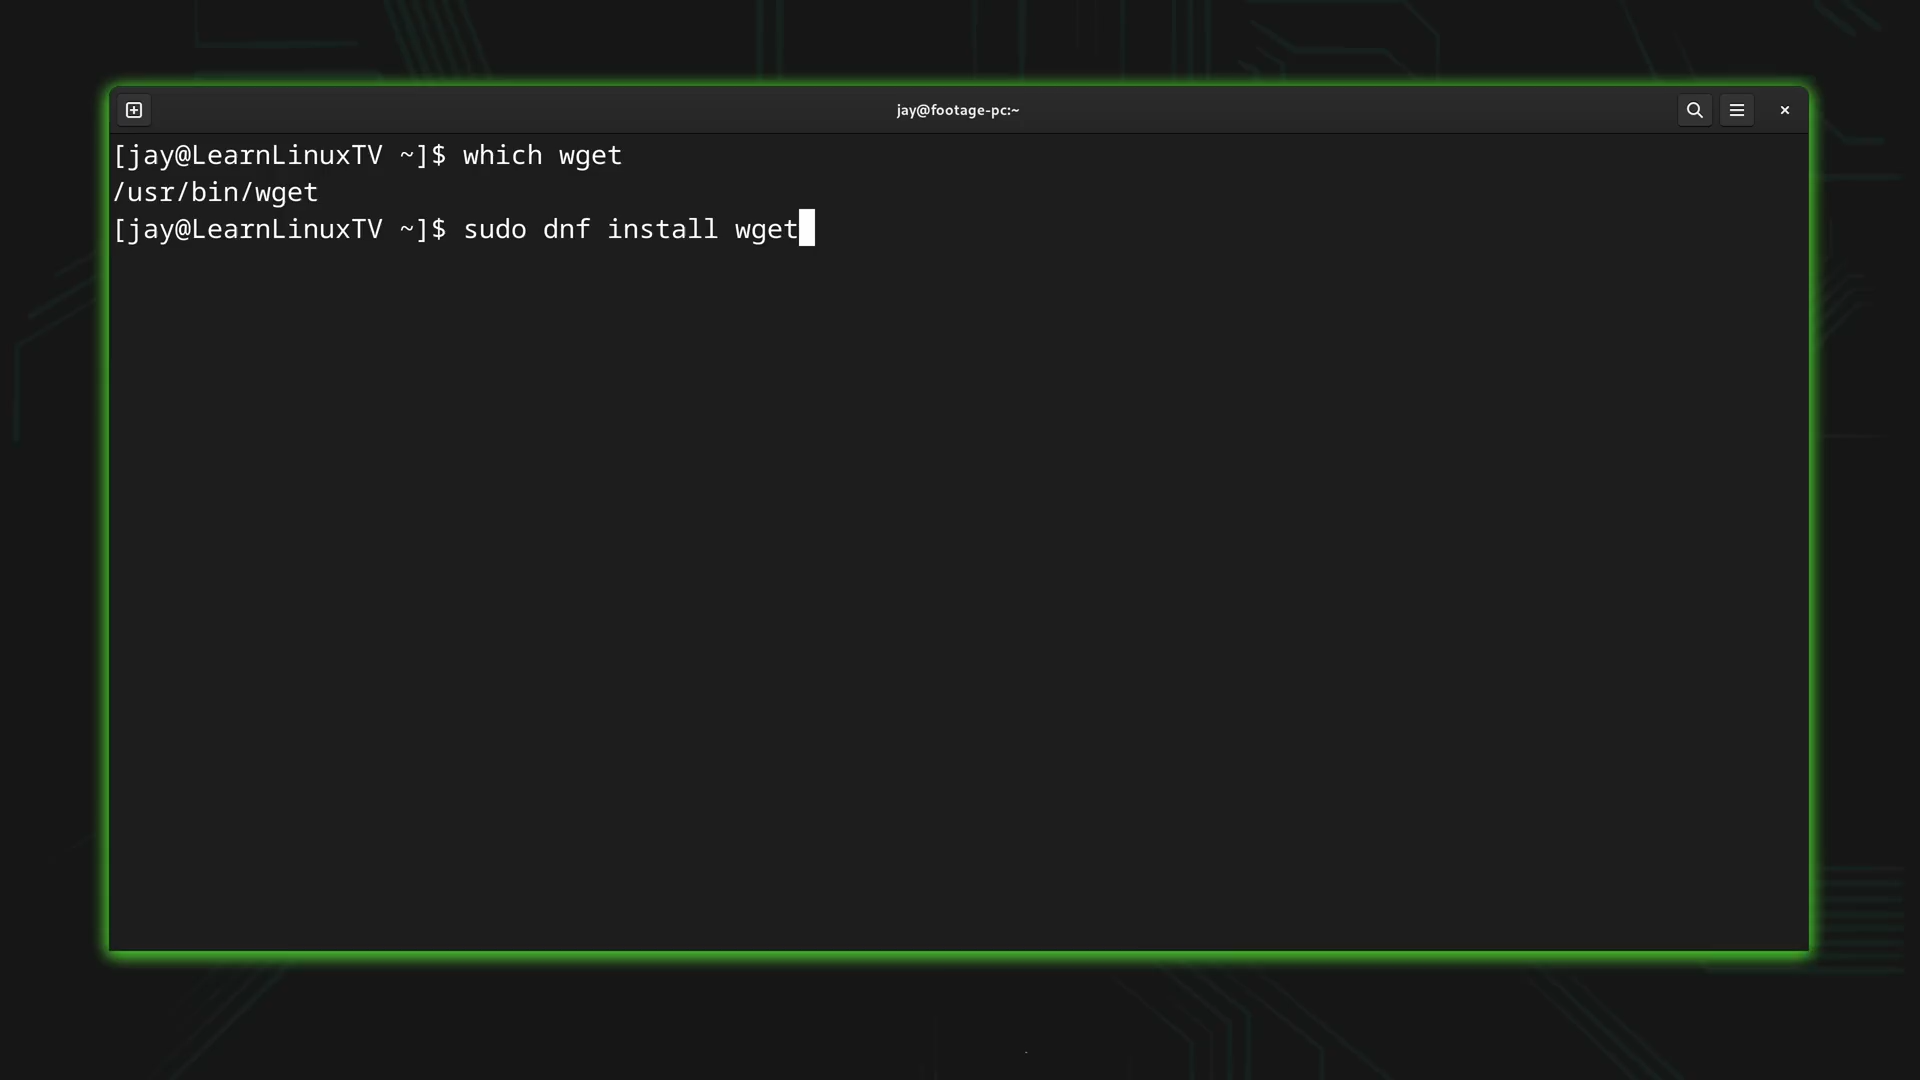 jay@footage-pc:~
[jay@LearnLinuxTV ~]$ which wget
/usr/bin/wget
[jay@LearnLinuxTV ~]$ sudo dnf install wget